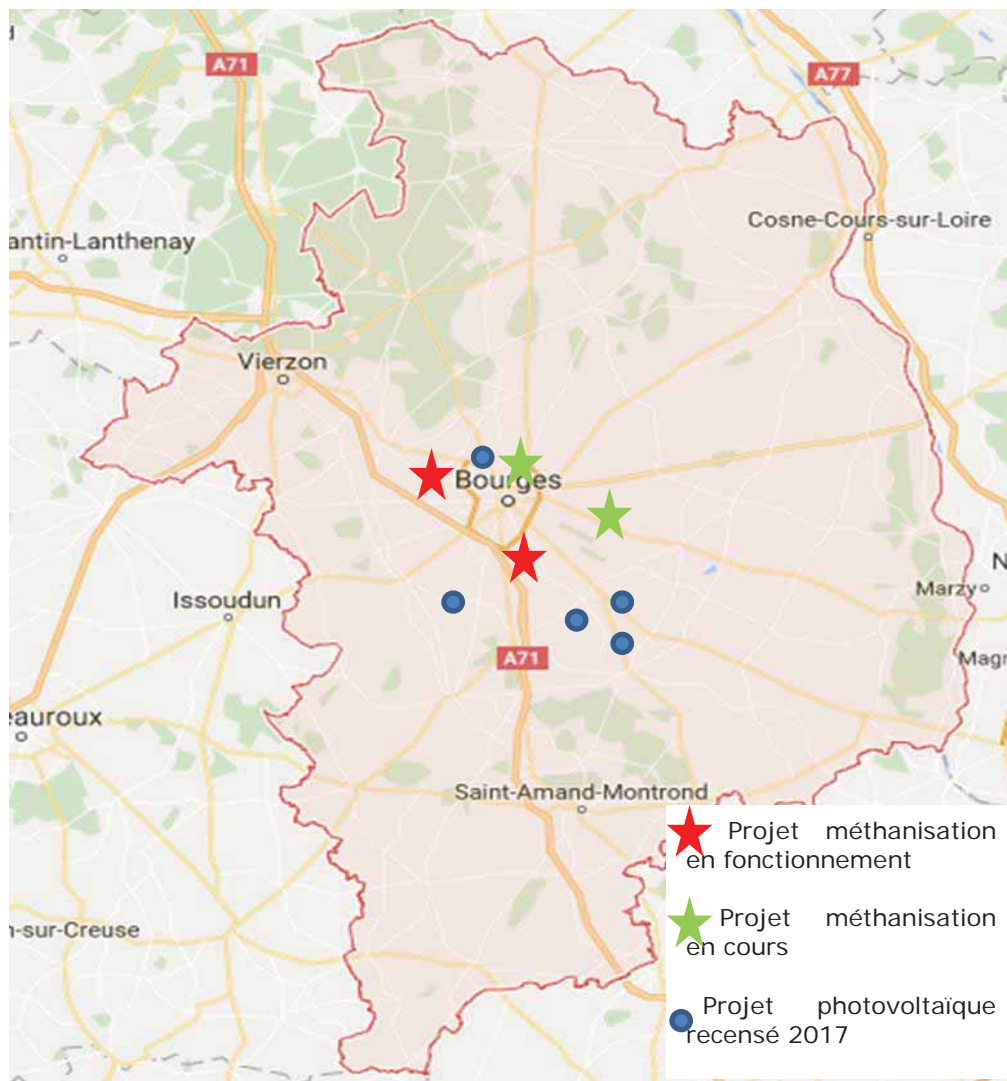 A71
A77
Cosne-Cours-sur-Loire
antin-Lanthenay
Vierzon
Bourges
Issoudun
Marzy
N
A71
Magn
eauroux
Saint-Amand-Montrond
n-sur-Creuse
Projet méthanisation
en fonctionnement
Projet méthanisation
en cours
Projet photovoltaïque
recensé 2017